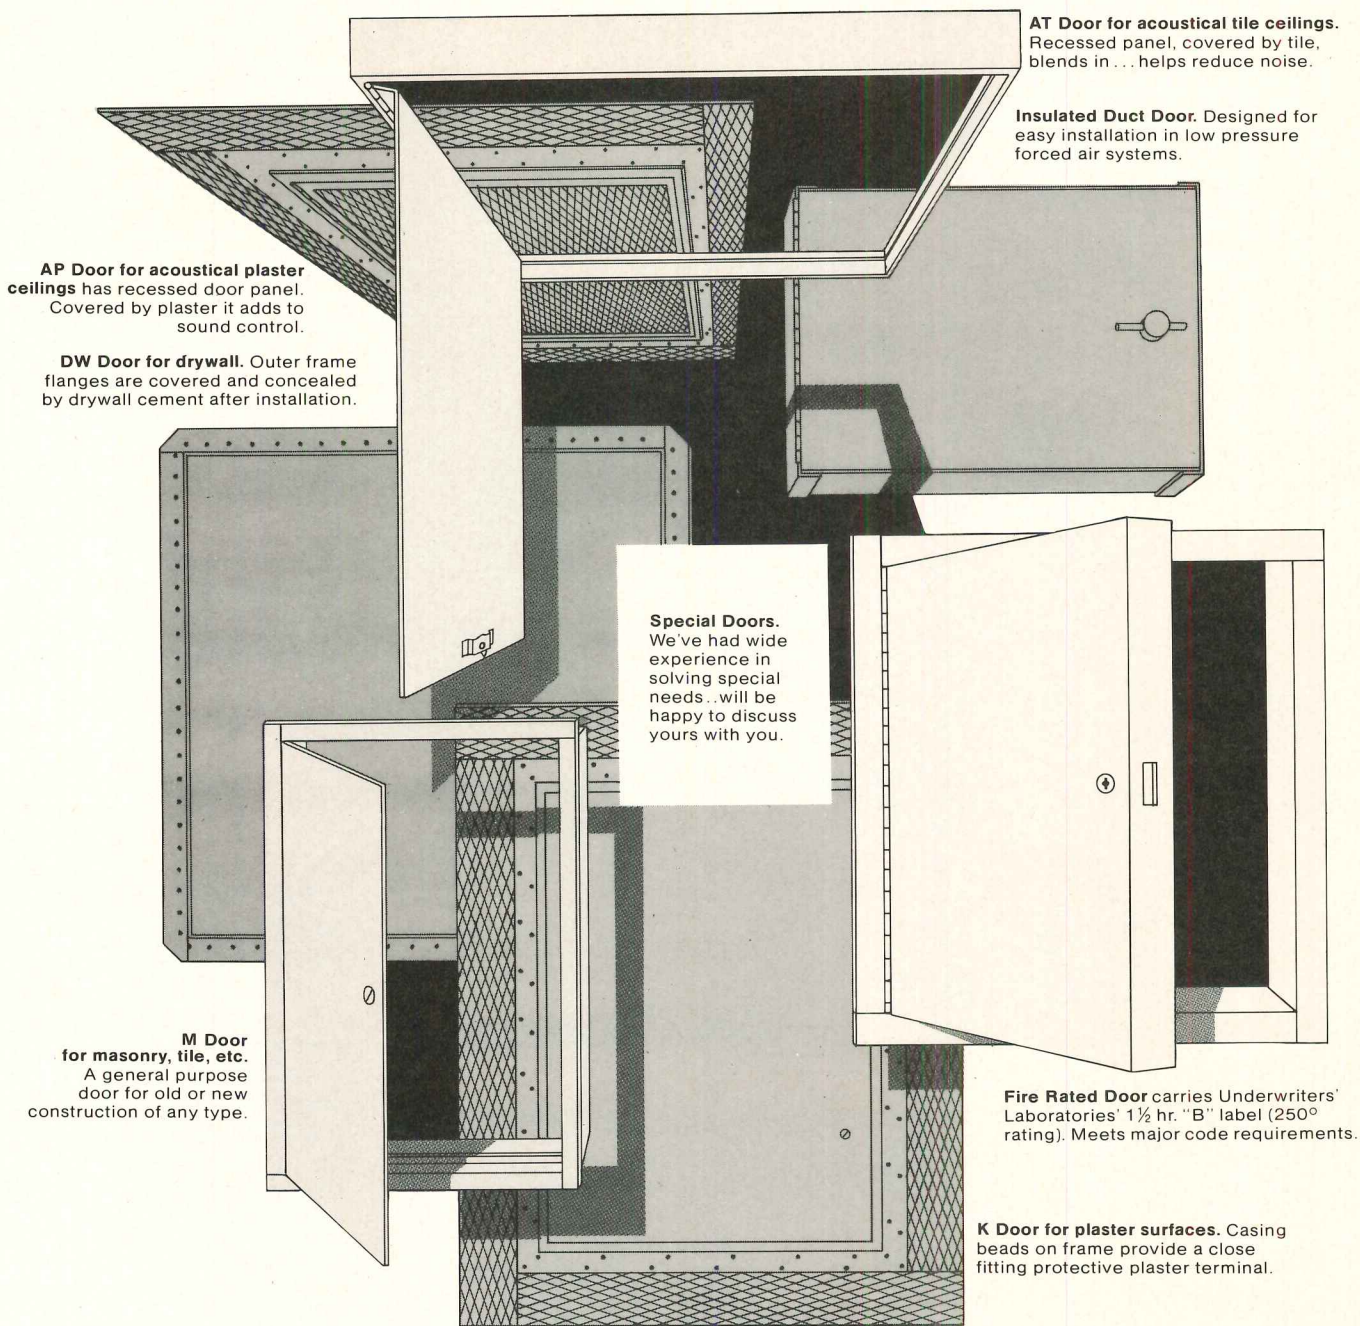 AT Door for acoustical tile ceilings.
Recessed panel, covered by tile,
blends in... helps reduce noise.
Insulated Duct Door. Designed for
easy installation in low pressure
forced air systems.
AP Door for acoustical plaster
ceilings has recessed door panel.
Covered by plaster it adds to
sound control.
DW Door for drywall. Outer frame
flanges are covered and concealed
by drywall cement after installation.
Special Doors.
We've had wide
experience in
solving special
needs..will be
happy to discuss
yours with you.
M Door
for masonry, tile, etc.
A general purpose
door for old or new
construction of any type.
Fire Rated Door carries Underwriters'
Laboratories' 1½ hr. "B" label (250°
rating). Meets major code requirements.
K Door for plaster surfaces. Casing
beads on frame provide a close
fitting protective plaster terminal.